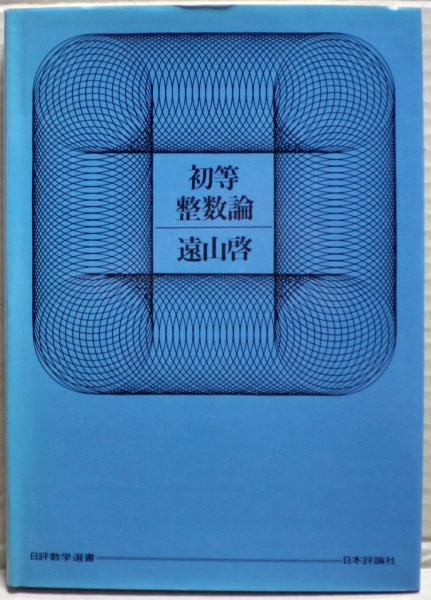 初等
整数論
遠山啓
日評数学選書
日本評論社